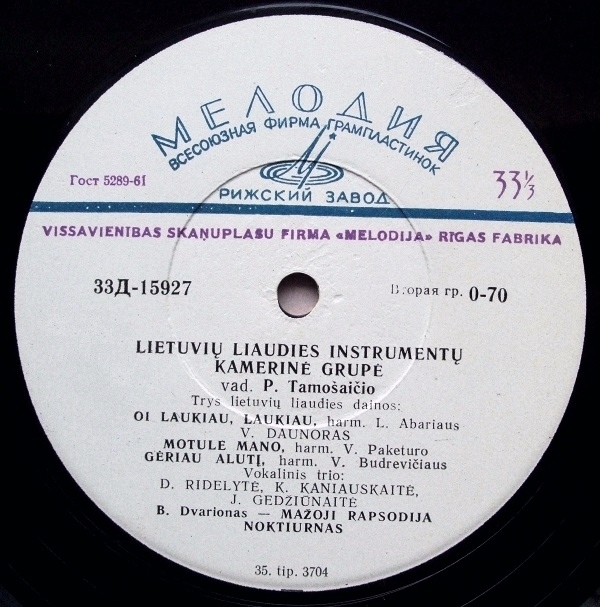 МЕЛОДИЯ
ВСЕСОЮЗНАЯ ФИРМА ГРАМПЛАСТИНОК
Гост 5289-61
РИЖСКИЙ ЗАВОД
33⅓
VISSAVIENĪBAS SKAŅUPLAŠU FIRMA «MELODIJA» RĪGAS FABRIKA
33Д-15927
Вторая гр. 0-70
LIETUVIŲ LIAUDIES INSTRUMENTŲ
KAMERINĖ GRUPĖ
vad. P. Tamošaičio
Trys lietuvių liaudies dainos:
OI LAUKIAU, LAUKIAU, harm. L. Abariaus
V. DAUNORAS
MOTULE MANO, harm. V. Paketuro
GĖRIAU ALUTĮ, harm. V. Budrevičiaus
Vokalinis trio:
D. RIDELYTĖ, K. KANIAUSKAITĖ,
J. GEDŽIŪNAITĖ
B. Dvarionas — MAŽOJI RAPSODIJA
NOKTIURNAS
35. tip. 3704